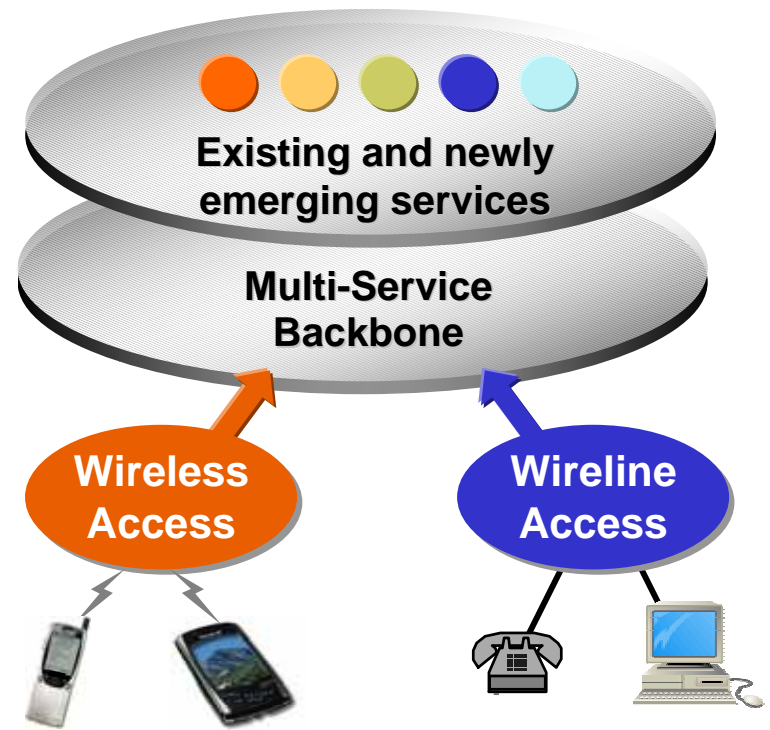 Existing and newly
emerging services
Multi-Service
Backbone
Wireless
Access
Wireline
Access